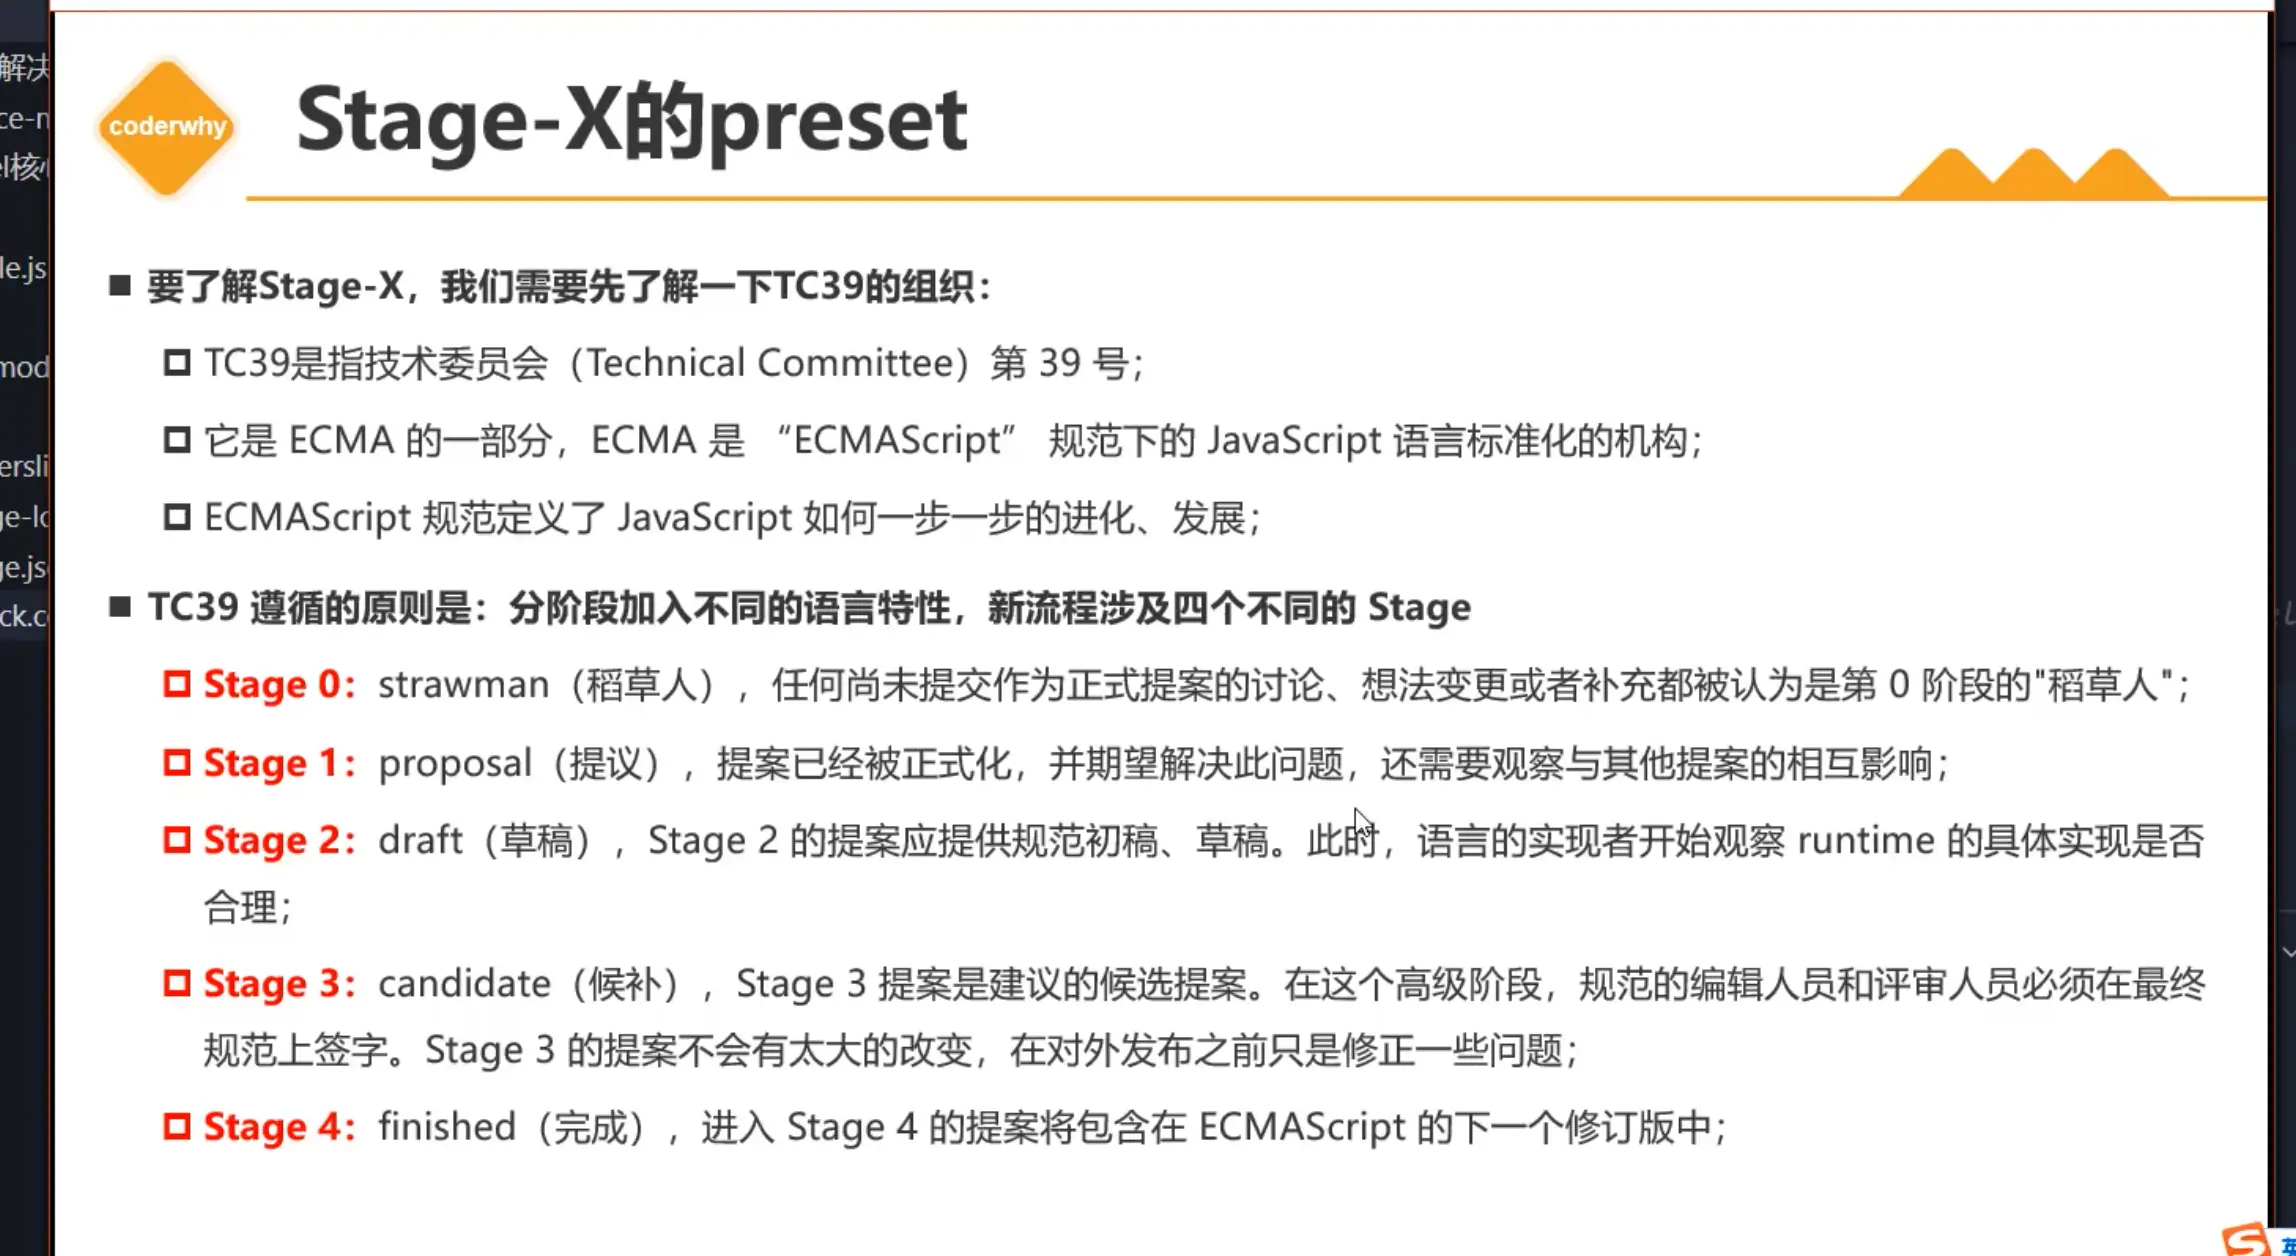 coderwhy
Stage-X的preset
解决
ce-n
el核心
le.js
mod
ersli
ge-lo
ge.js
ck.c
要了解Stage-X，我们需要先了解一下TC39的组织：
TC39是指技术委员会（Technical Committee）第 39 号；
它是 ECMA 的一部分，ECMA 是 “ECMAScript” 规范下的 JavaScript 语言标准化的机构；
ECMAScript 规范定义了 JavaScript 如何一步一步的进化、发展；
TC39 遵循的原则是：分阶段加入不同的语言特性，新流程涉及四个不同的 Stage
Stage 0：strawman（稻草人），任何尚未提交作为正式提案的讨论、想法变更或者补充都被认为是第 0 阶段的"稻草人"；
Stage 1：proposal（提议），提案已经被正式化，并期望解决此问题，还需要观察与其他提案的相互影响；
Stage 2：draft（草稿），Stage 2 的提案应提供规范初稿、草稿。此时，语言的实现者开始观察 runtime 的具体实现是否
合理；
Stage 3：candidate（候补），Stage 3 提案是建议的候选提案。在这个高级阶段，规范的编辑人员和评审人员必须在最终
规范上签字。Stage 3 的提案不会有太大的改变，在对外发布之前只是修正一些问题；
Stage 4：finished（完成），进入 Stage 4 的提案将包含在 ECMAScript 的下一个修订版中；